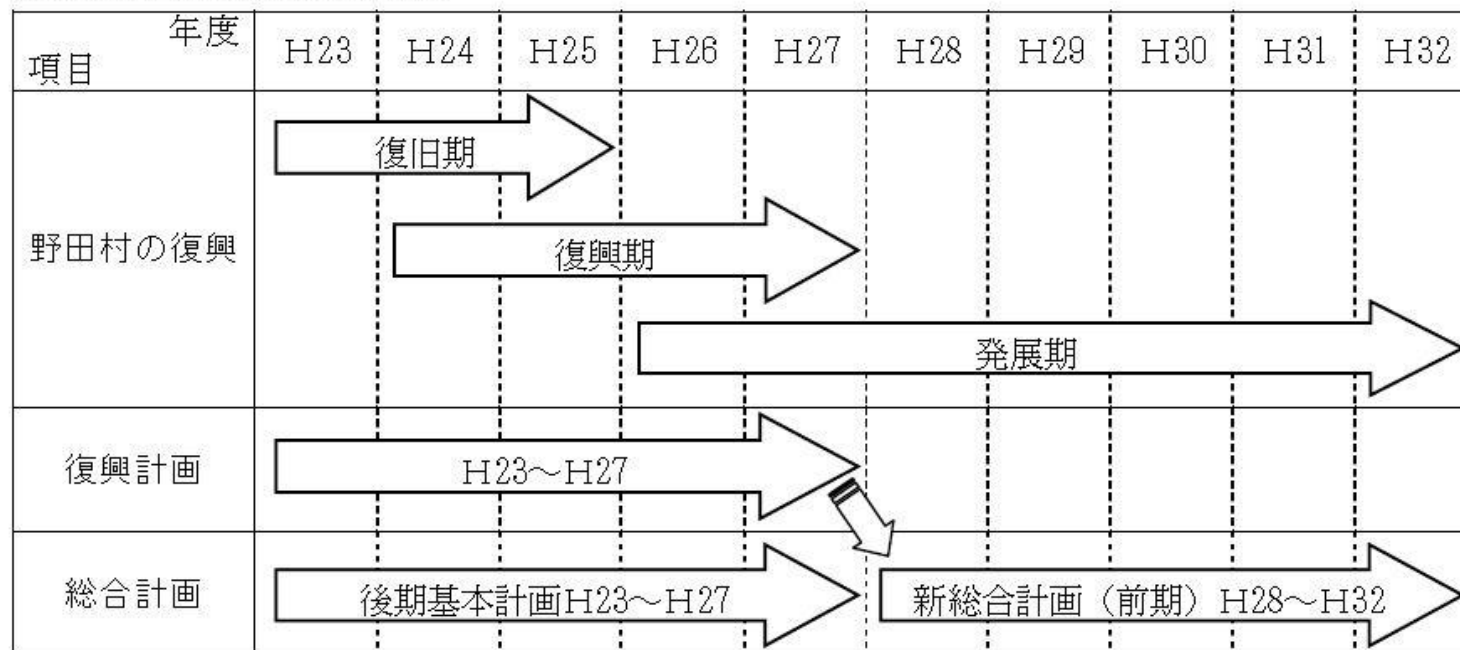 年度
項目
H23 H24 H25 H26 H27 H28 H29 H30 H31 H32
復旧期
野田村の復興
復興期
発展期
復興計画
H23～H27
総合計画
後期基本計画H23～H27
新総合計画（前期）H28～H32